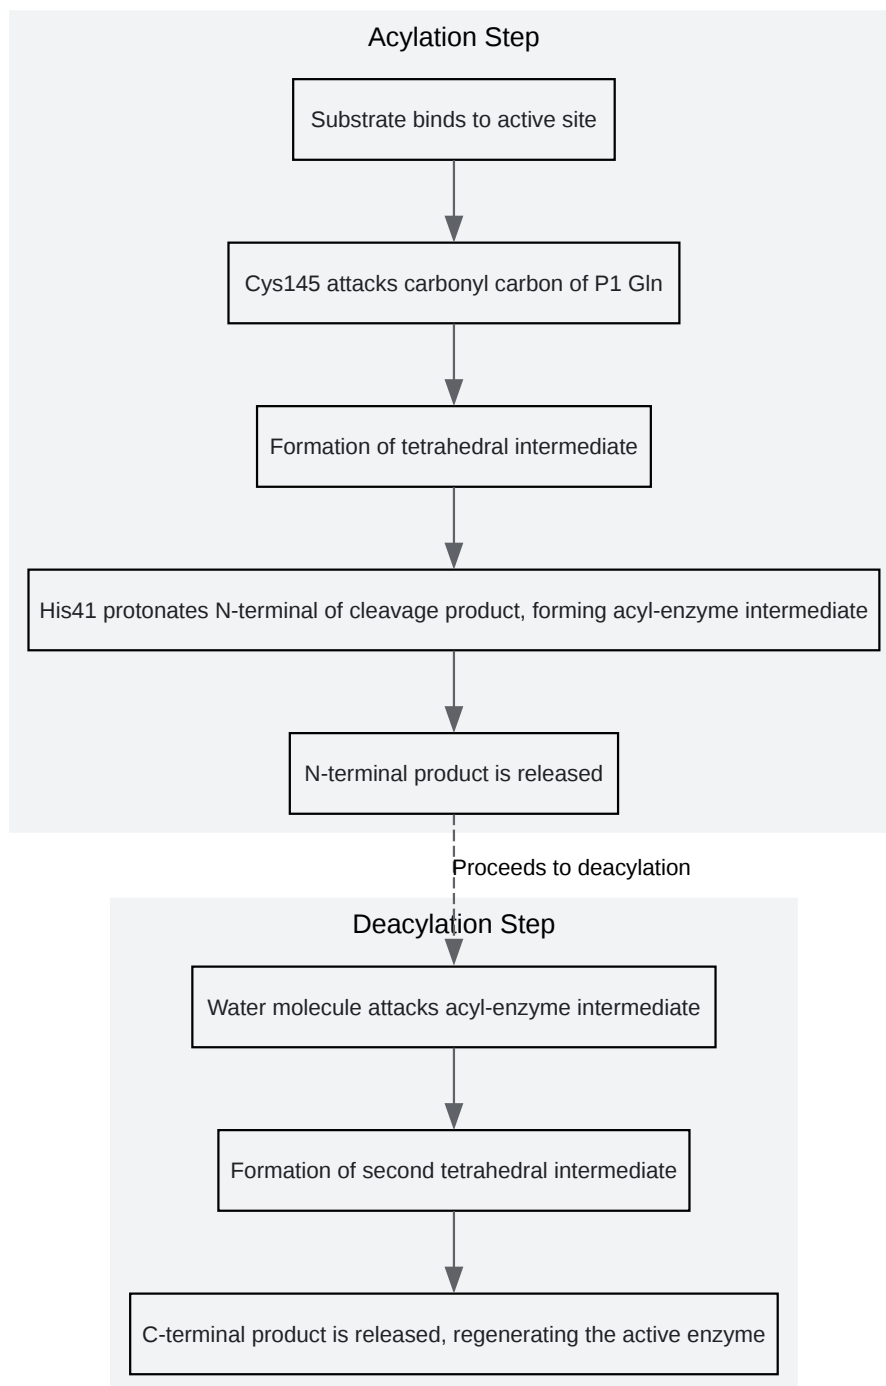 Acylation Step
Substrate binds to active site
Cys145 attacks carbonyl carbon of P1 Gln
Formation of tetrahedral intermediate
His41 protonates N-terminal of cleavage product, forming acyl-enzyme intermediate
N-terminal product is released
Proceeds to deacylation
Deacylation Step
Water molecule attacks acyl-enzyme intermediate
Formation of second tetrahedral intermediate
C-terminal product is released, regenerating the active enzyme